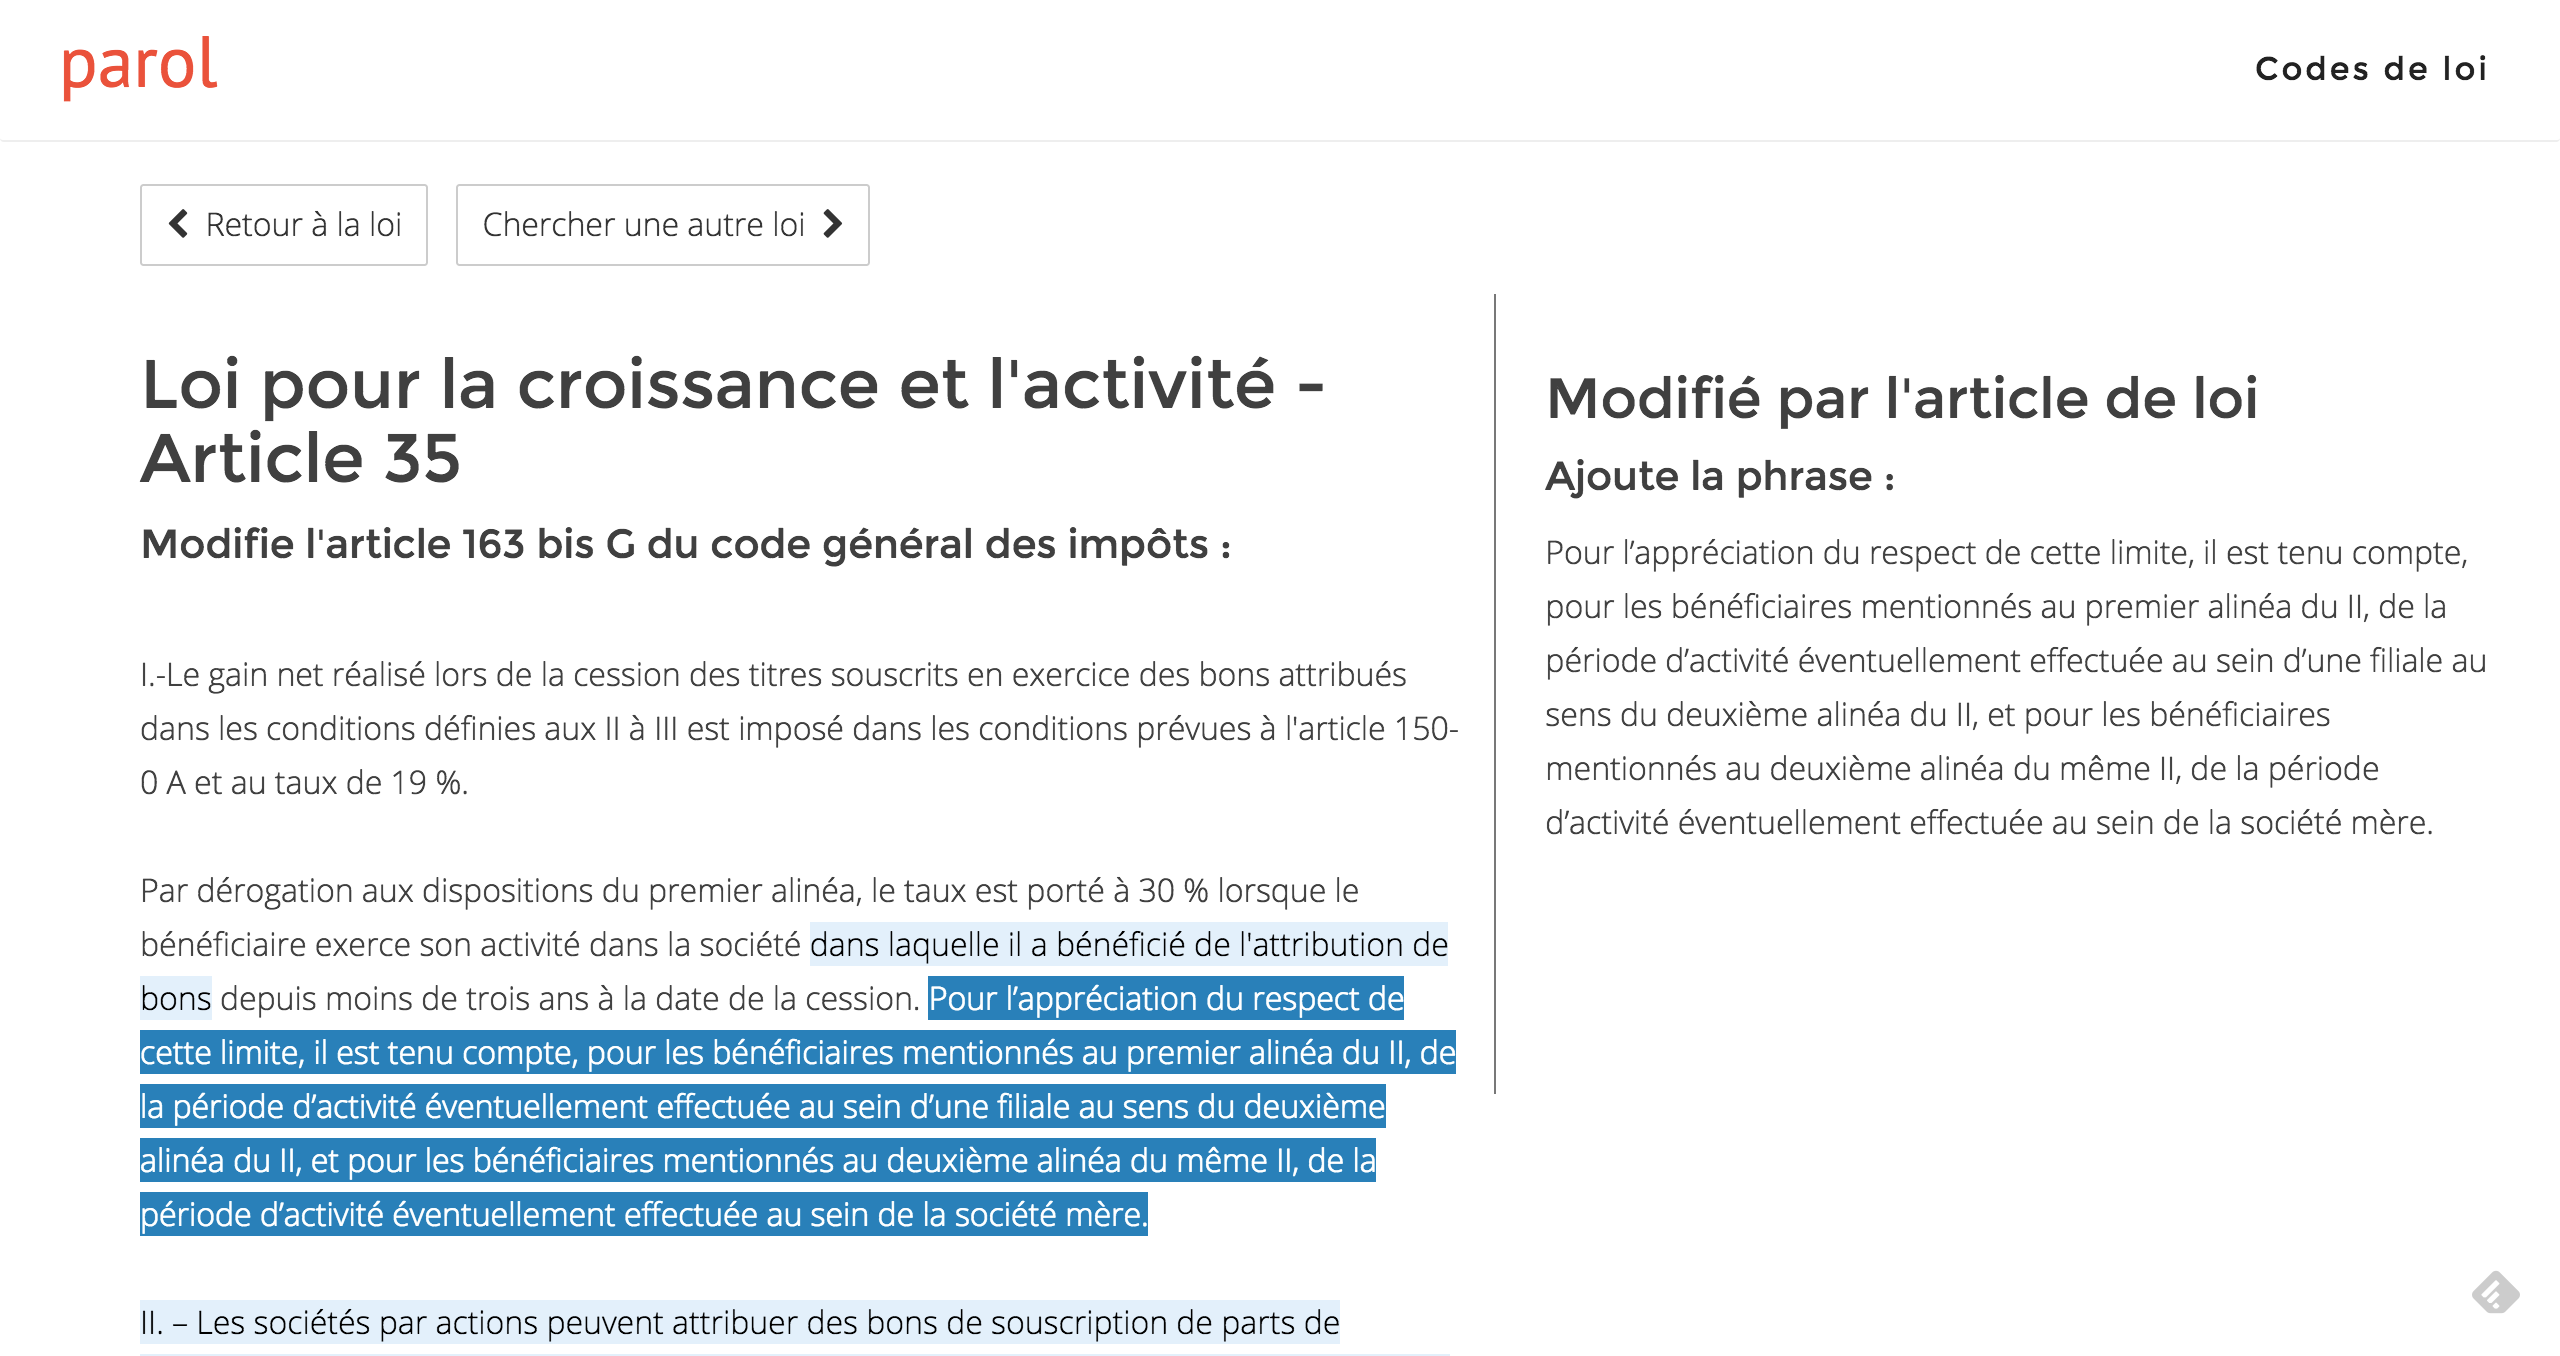 parol
Codes de loi
Retour à la loi
Chercher une autre loi
Loi pour la croissance et l'activité -
Article 35
Modifie l'article 163 bis G du code général des impôts :
I.-Le gain net réalisé lors de la cession des titres souscrits en exercice des bons attribués
dans les conditions définies aux II à III est imposé dans les conditions prévues à l'article 150-
0 A et au taux de 19 %.
Par dérogation aux dispositions du premier alinéa, le taux est porté à 30 % lorsque le
bénéficiaire exerce son activité dans la société dans laquelle il a bénéficié de l'attribution de
bons depuis moins de trois ans à la date de la cession. Pour l’appréciation du respect de
cette limite, il est tenu compte, pour les bénéficiaires mentionnés au premier alinéa du II, de
la période d’activité éventuellement effectuée au sein d’une filiale au sens du deuxième
alinéa du II, et pour les bénéficiaires mentionnés au deuxième alinéa du même II, de la
période d’activité éventuellement effectuée au sein de la société mère.
II. – Les sociétés par actions peuvent attribuer des bons de souscription de parts de
Modifié par l'article de loi
Ajoute la phrase :
Pour l’appréciation du respect de cette limite, il est tenu compte,
pour les bénéficiaires mentionnés au premier alinéa du II, de la
période d’activité éventuellement effectuée au sein d’une filiale au
sens du deuxième alinéa du II, et pour les bénéficiaires
mentionnés au deuxième alinéa du même II, de la période
d’activité éventuellement effectuée au sein de la société mère.